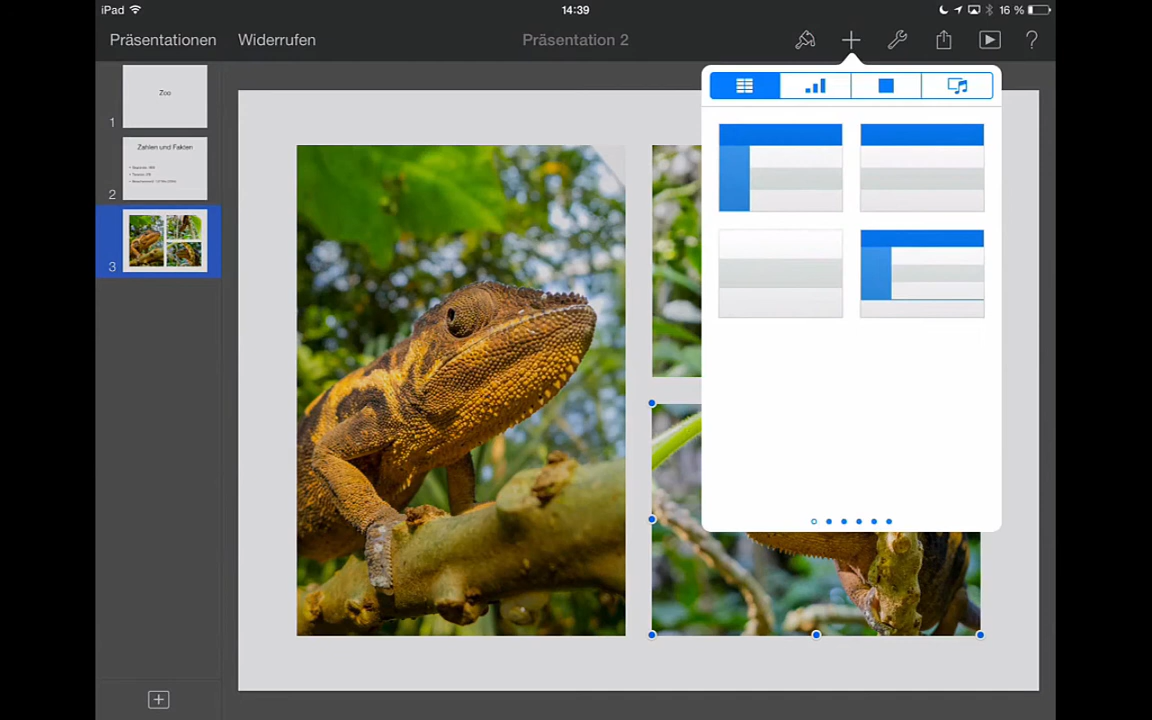 iPad
14:39
16 %
Präsentationen
Widerrufen
Präsentation 2
?
1
Zoo
2
Zahlen und Fakten
3